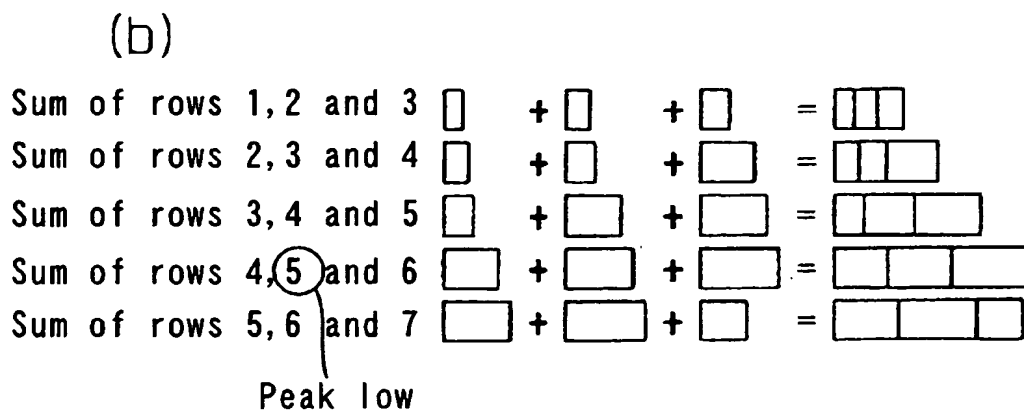 (b)
Sum of rows 1,2 and 3 + + =
Sum of rows 2,3 and 4 + + =
Sum of rows 3,4 and 5 + + =
Sum of rows 4,5 and 6 + + =
Sum of rows 5,6 and 7 + + =
Peak low